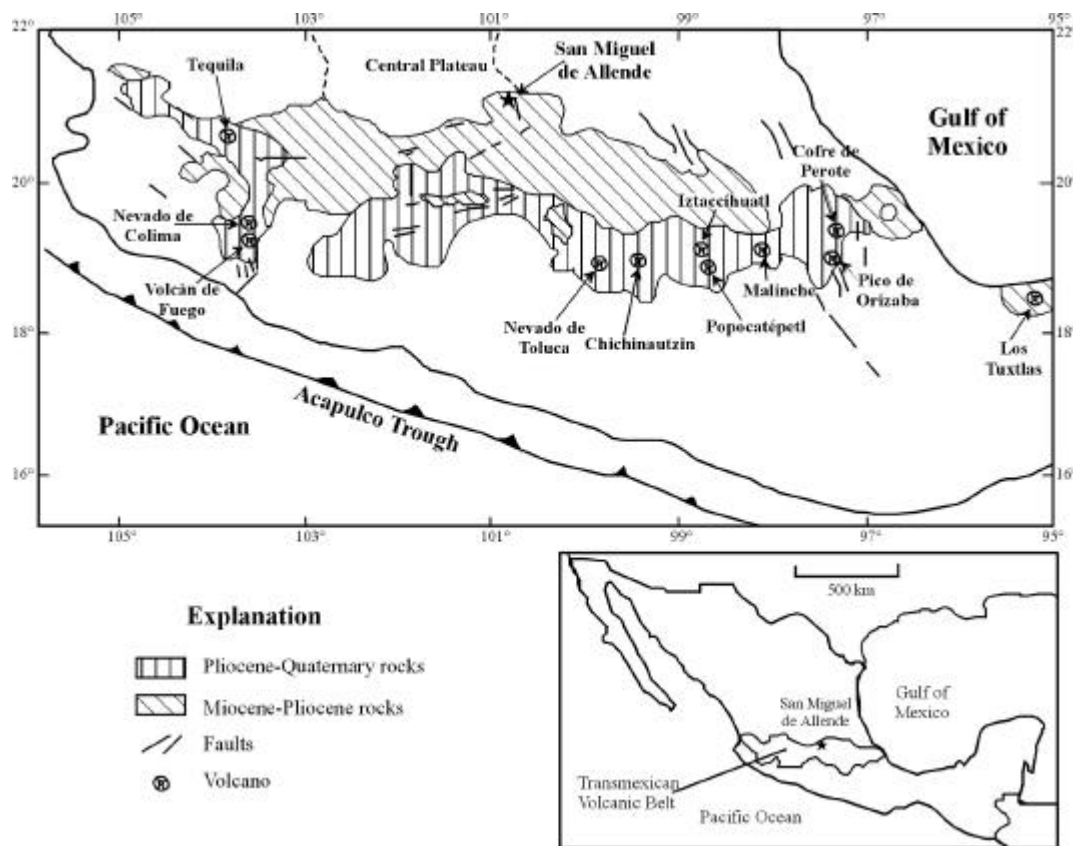 105°
103°
101°
99°
97°
95°
22°
22°
Tequila
Central Plateau
San Miguel
de Allende
Gulf of
Mexico
Cofre de
Perote
20°
20°
Iztaccihuatl
Nevado de
Colima
Volcán de
Fuego
Malinche
Pico de
Orizaba
Nevado de
Toluca
Chichinautzin
Popocatépetl
18°
18°
Los
Tuxtlas
Acapulco Trough
Pacific Ocean
16°
16°
105°
103°
101°
99°
97°
95°
500 km
Explanation
Pliocene-Quaternary rocks
Miocene-Pliocene rocks
Faults
Volcano
San Miguel
de Allende
Gulf of
Mexico
Transmexican
Volcanic Belt
Pacific Ocean